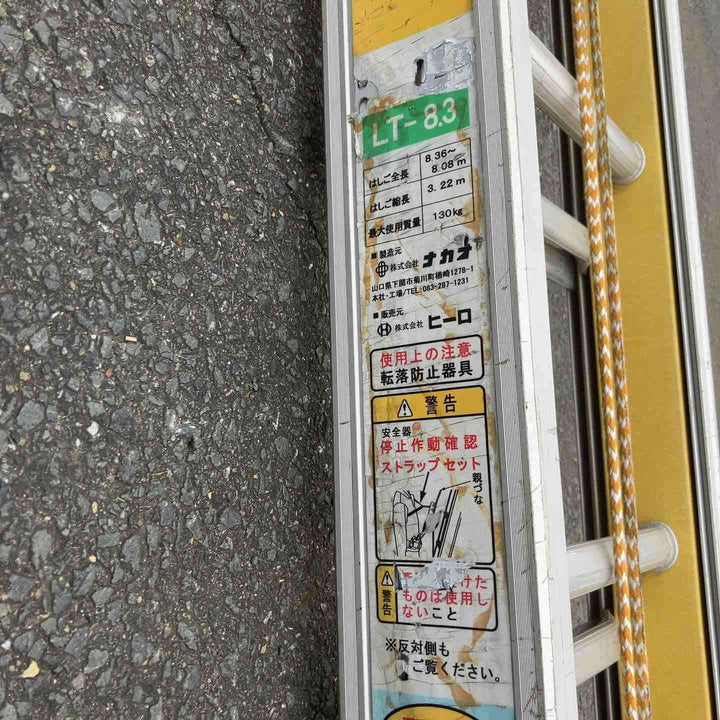 LT-8.3
はしご全長 8.36～
8.08m
はしご縮長 3.22m
最大使用質量 130kg
■ 製造元
株式会社 ナカオ
山口県下関市菊川町楢崎1278-1
本社・工場/TEL:083-287-1231
■ 販売元
H 株式会社 ヒーロ
使用上の注意
転落防止器具
警告
安全器
停止作動確認
ストラップセット
親づな
警告
けた
ものは使用し
ないこと
※反対側も
ご覧ください。